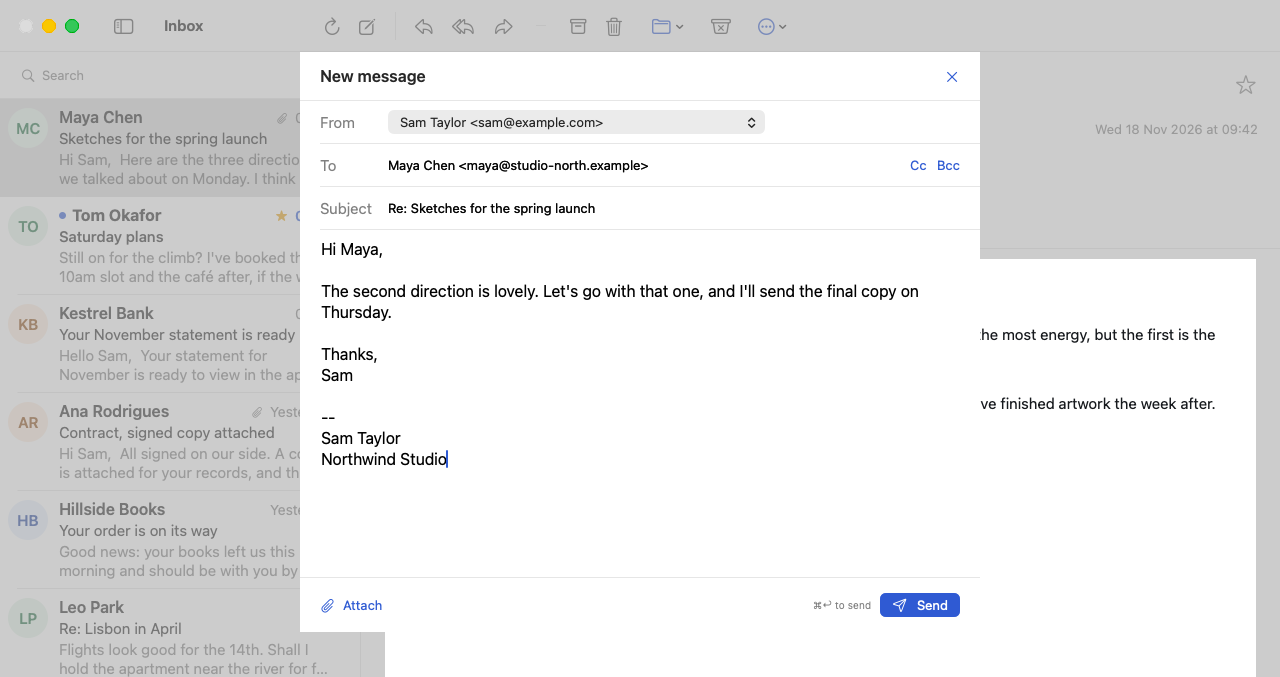 Inbox
Search
Wed 18 Nov 2026 at 09:42
MC
Maya Chen
Sketches for the spring launch
Hi Sam, Here are the three directio
we talked about on Monday. I think
TO
Tom Okafor
Saturday plans
Still on for the climb? I've booked th
10am slot and the café after, if the w
KB
Kestrel Bank
Your November statement is ready
Hello Sam, Your statement for
November is ready to view in the ap
AR
Ana Rodrigues
Yeste
Contract, signed copy attached
Hi Sam, All signed on our side. A co
is attached for your records, and th
HB
Hillside Books
Yeste
Your order is on its way
Good news: your books left us this
morning and should be with you by
LP
Leo Park
Re: Lisbon in April
Flights look good for the 14th. Shall I
hold the apartment near the river for f...
New message
From
Sam Taylor <sam@example.com>
To
Maya Chen <maya@studio-north.example>
Cc Bcc
Subject
Re: Sketches for the spring launch
Hi Maya,
The second direction is lovely. Let's go with that one, and I'll send the final copy on
Thursday.
Thanks,
Sam
--
Sam Taylor
Northwind Studio
Attach
⌘↩ to send
Send
the most energy, but the first is the
ve finished artwork the week after.